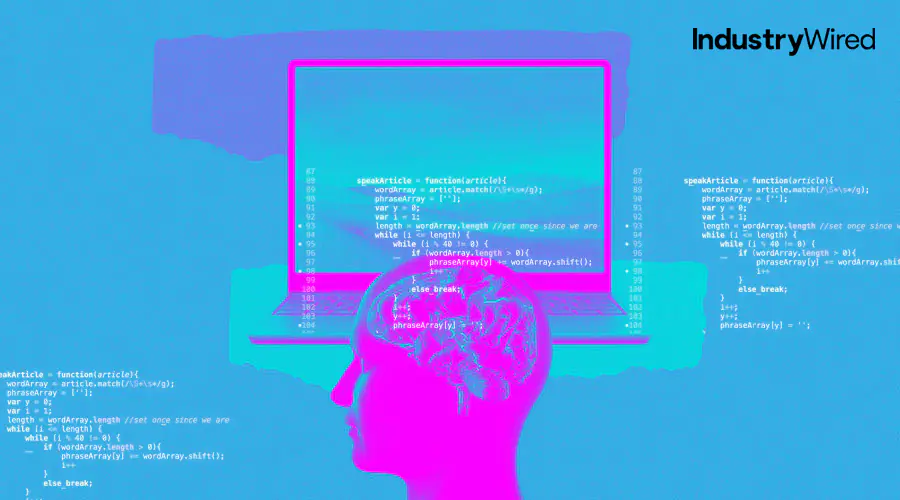 IndustryWired
87
88 speakArticle = function(article){
89 wordArray = article.match(/\S+\s*/g);
90 phraseArray = [''];
91 var y = 0;
92 var i = 1;
93 length = wordArray.length //set once since we are
94 while (i <= length) {
95 while (i % 40 != 0) {
96 if (wordArray.length > 0){
97 phraseArray[y] += wordArray.shift();
98 i++
99 }
100 else break;
101 }
102 i++;
103 y++;
104 phraseArray[y] = '';
87
88 speakArticle = function(article){
89 wordArray = article.match(/\S+\s*/g);
90 phraseArray = [''];
91 var y = 0;
92 var i = 1;
93 length = wordArray.length //set once since w
94 while (i <= length) {
95 while (i % 40 != 0) {
96 if (wordArray.length > 0){
97 phraseArray[y] += wordArray.sh
98 i++
99 }
100 else break;
101 }
102 i++;
103 y++;
104 phraseArray[y] = '';
eakArticle = function(article){
wordArray = article.match(/\S+\s*/g);
phraseArray = [''];
var y = 0;
var i = 1;
length = wordArray.length //set once since we are
while (i <= length) {
while (i % 40 != 0) {
if (wordArray.length > 0){
phraseArray[y] += wordArray.shift();
i++
}
else break;
}